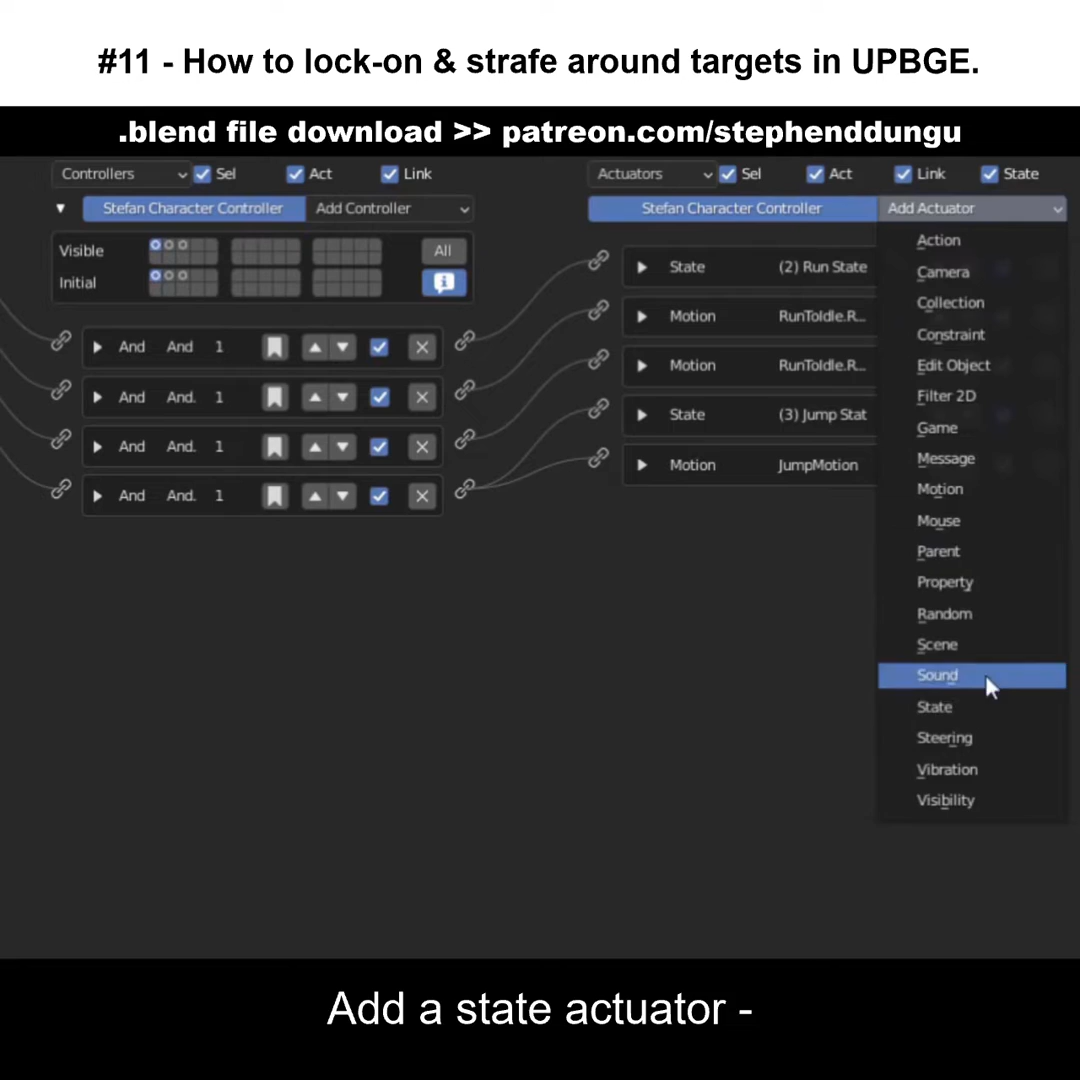 #11 - How to lock-on & strafe around targets in UPBGE.
.blend file download >> patreon.com/stephenddungu
Controllers Sel Act Link
Stefan Character Controller Add Controller
Visible All
Initial
And And 1
And And. 1
And And. 1
And And. 1
Actuators Sel Act Link State
Stefan Character Controller Add Actuator
State (2) Run State
Motion RunToIdle.R...
Motion RunToIdle.R...
State (3) Jump Stat
Motion JumpMotion
Action
Camera
Collection
Constraint
Edit Object
Filter 2D
Game
Message
Motion
Mouse
Parent
Property
Random
Scene
Sound
State
Steering
Vibration
Visibility
Add a state actuator -